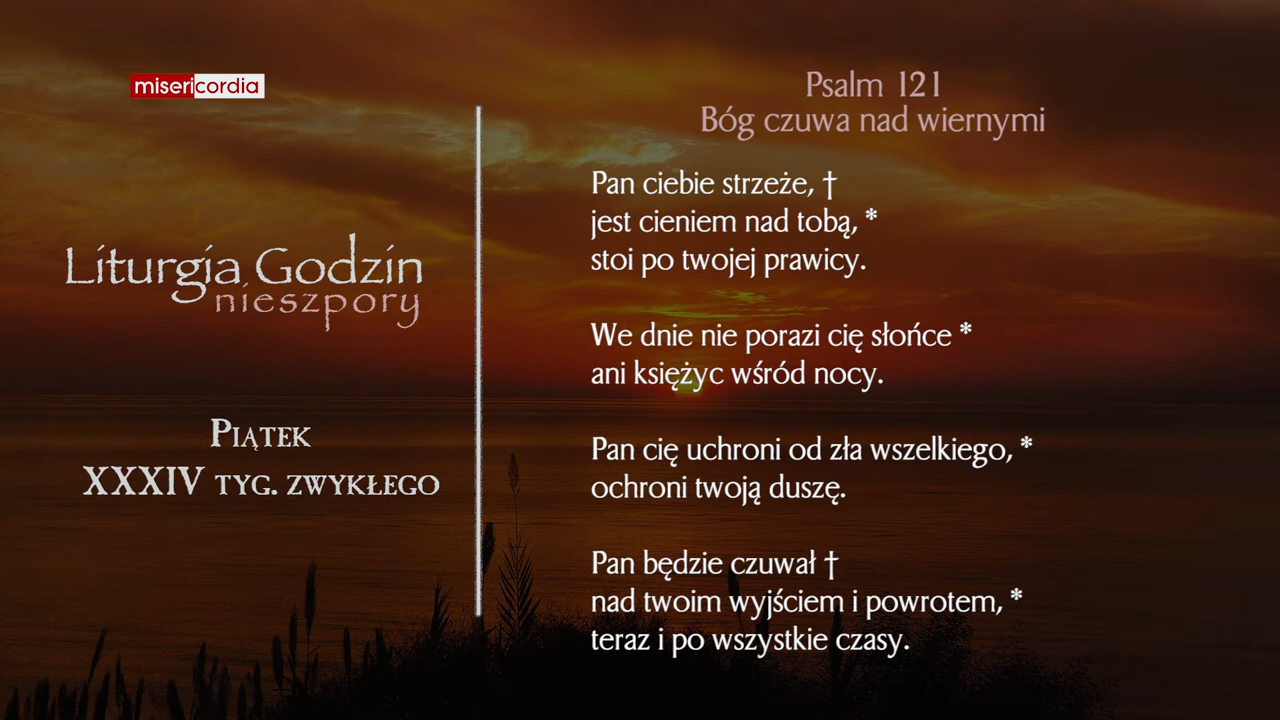 misericordia
Liturgia Godzin
nieszpory
Piątek
XXXIV tyg. zwykłego
Psalm 121
Bóg czuwa nad wiernymi
Pan ciebie strzeże, †
jest cieniem nad tobą, *
stoi po twojej prawicy.
We dnie nie porazi cię słońce *
ani księżyc wśród nocy.
Pan cię uchroni od zła wszelkiego, *
ochroni twoją duszę.
Pan będzie czuwał †
nad twoim wyjściem i powrotem, *
teraz i po wszystkie czasy.